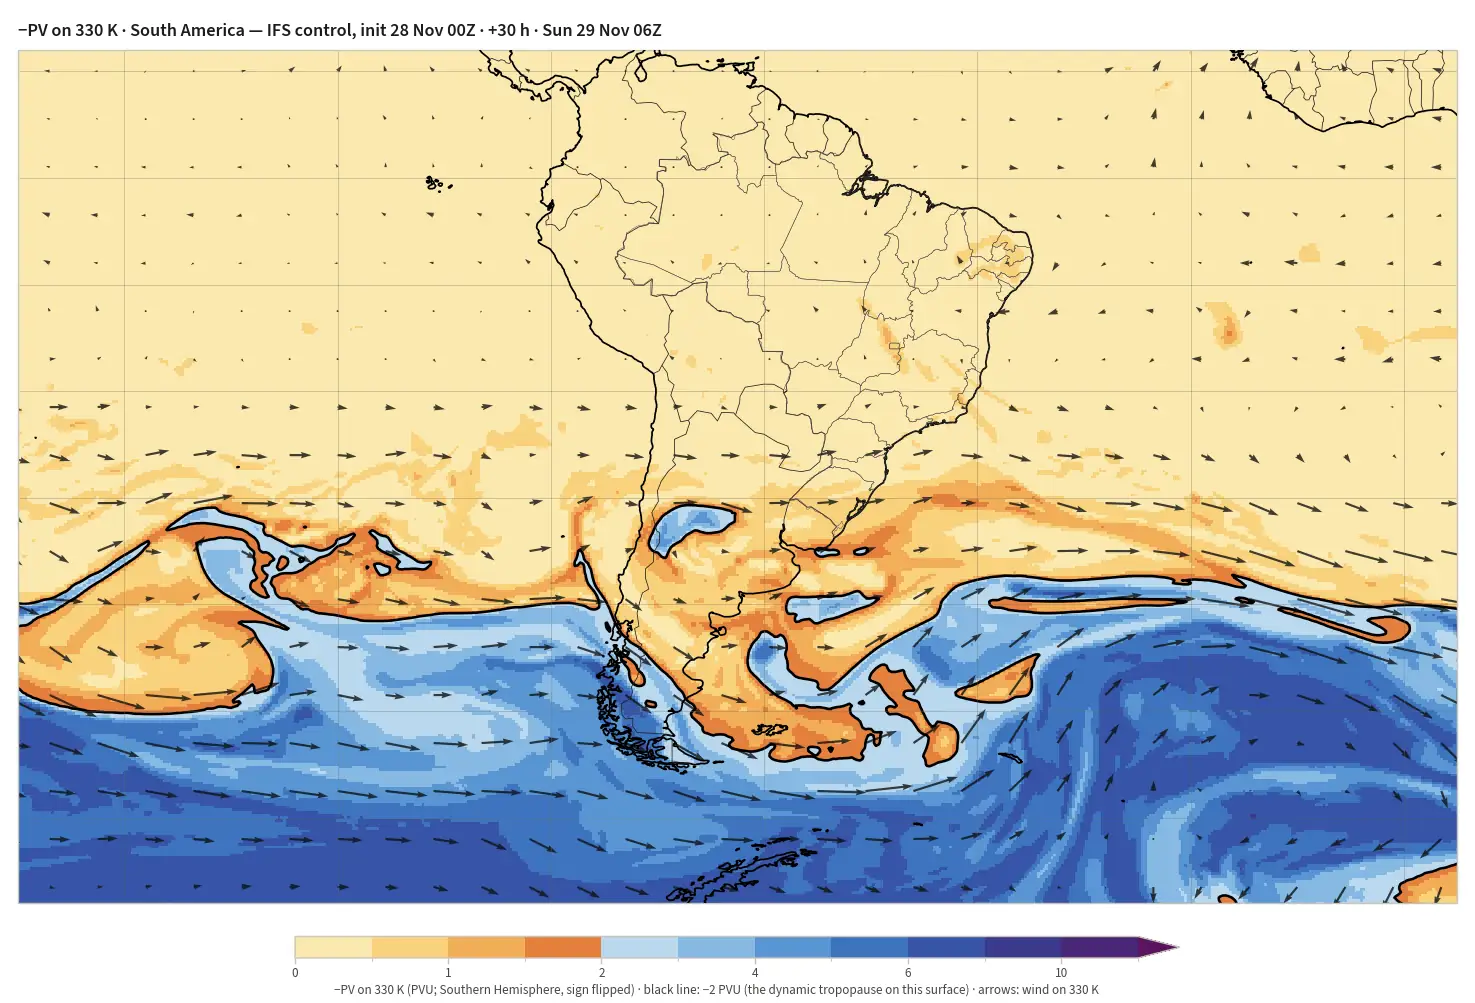 −PV on 330 K · South America — IFS control, init 28 Nov 00Z · +30 h · Sun 29 Nov 06Z
0 1 2 4 6 10
−PV on 330 K (PVU; Southern Hemisphere, sign flipped) · black line: −2 PVU (the dynamic tropopause on this surface) · arrows: wind on 330 K